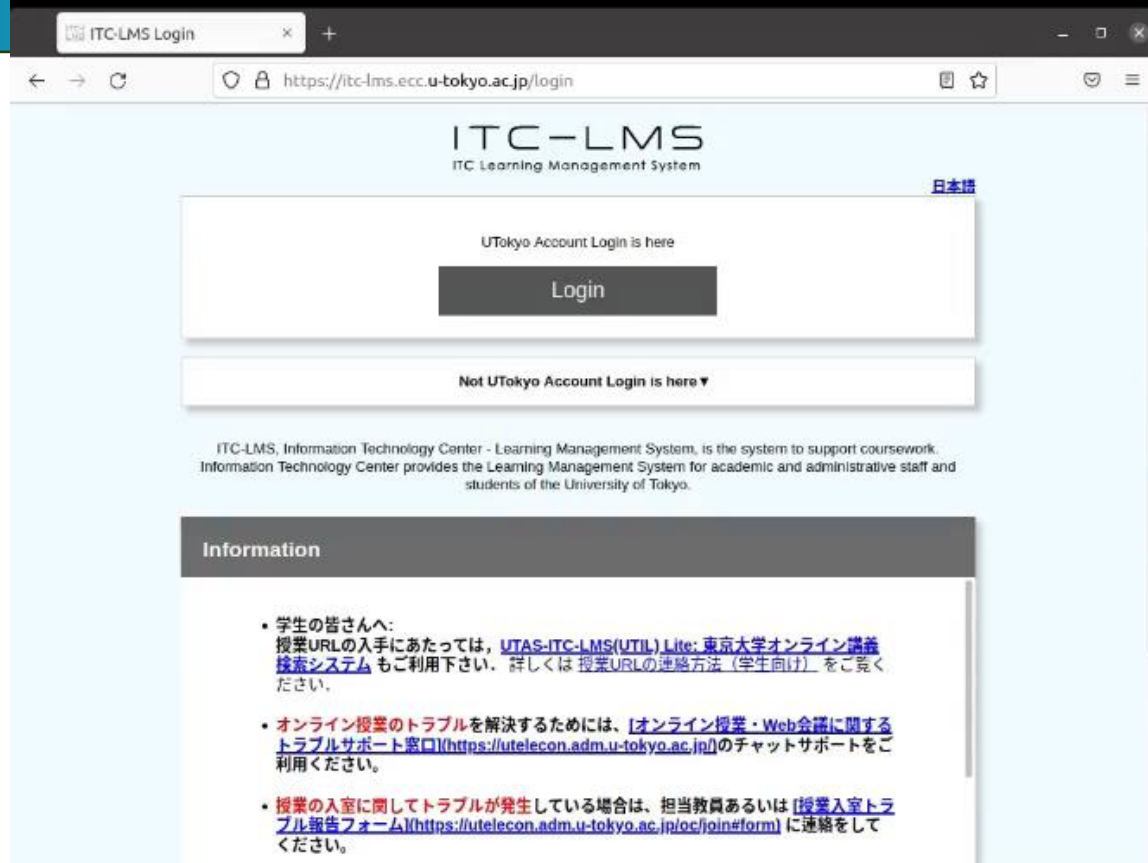 ITC-LMS Login
https://itc-lms.ecc.u-tokyo.ac.jp/login
ITC-LMS
ITC Learning Management System
日本語
UTokyo Account Login is here
Login
Not UTokyo Account Login is here▼
ITC-LMS, Information Technology Center - Learning Management System, is the system to support coursework.
Information Technology Center provides the Learning Management System for academic and administrative staff and
students of the University of Tokyo.
Information
• 学生の皆さんへ:
授業URLの入手にあたっては，UTAS-ITC-LMS(UTIL) Lite: 東京大学オンライン講義
検索システム もご利用下さい． 詳しくは 授業URLの連絡方法（学生向け） をご覧く
ださい．
• オンライン授業のトラブルを解決するためには、[オンライン授業・Web会議に関する
トラブルサポート窓口](https://utelecon.adm.u-tokyo.ac.jp/)のチャットサポートをご
利用ください。
• 授業の入室に関してトラブルが発生している場合は、担当教員あるいは [授業入室トラ
ブル報告フォーム](https://utelecon.adm.u-tokyo.ac.jp/oc/join#form) に連絡をして
ください。